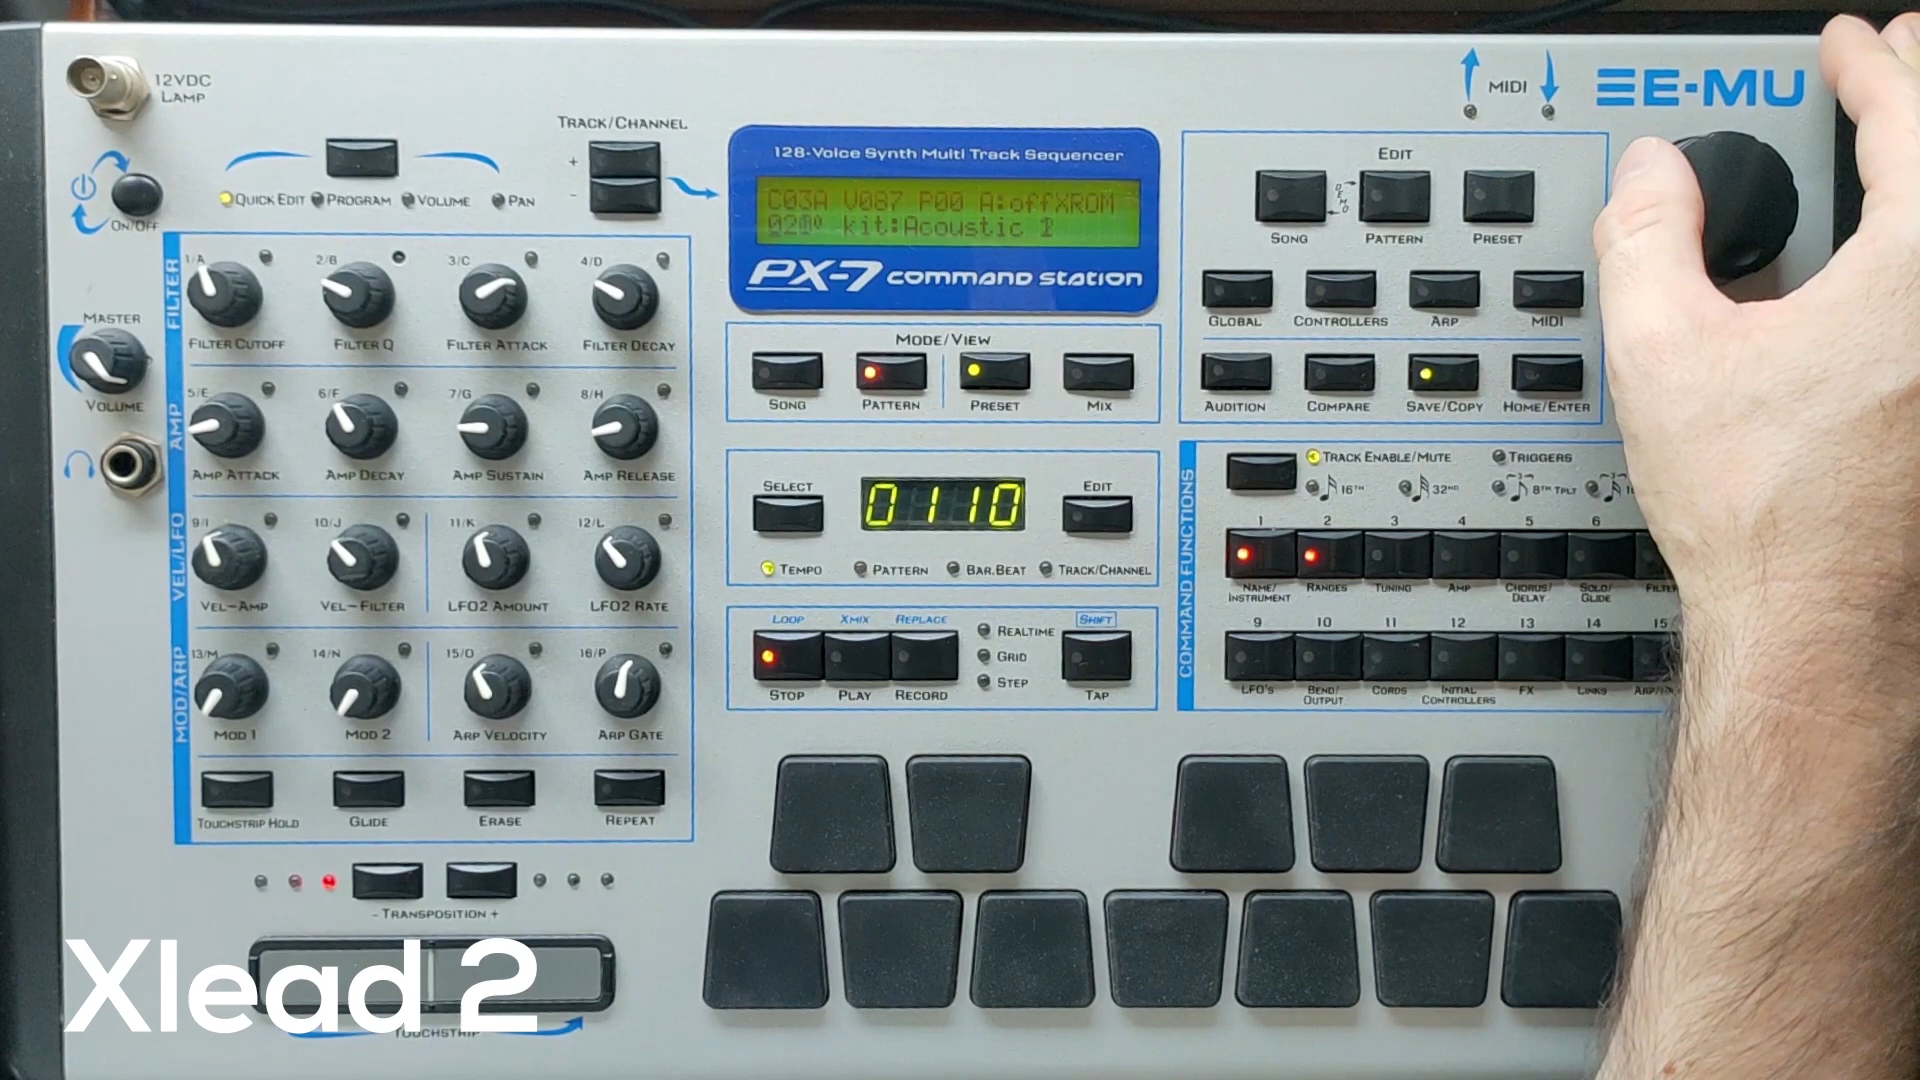 12VDC
LAMP
ON/OFF
QUICK EDIT PROGRAM VOLUME PAN
TRACK/CHANNEL
+
-
128-Voice Synth Multi Track Sequencer
C03A V087 P00 A:offXROM
kit:Acoustic
PX-7 COMMAND STATION
MIDI
E-MU
EDIT
DEMO
SONG PATTERN PRESET
GLOBAL CONTROLLERS ARP MIDI
AUDITION COMPARE SAVE/COPY HOME/ENTER
MASTER
VOLUME
FILTER
1/A 2/B 3/C 4/D
FILTER CUTOFF FILTER Q FILTER ATTACK FILTER DECAY
AMP
5/E 6/F 7/G 8/H
AMP ATTACK AMP DECAY AMP SUSTAIN AMP RELEASE
VEL/LFO
9/I 10/J 11/K 12/L
VEL-AMP VEL-FILTER LFO2 AMOUNT LFO2 RATE
MOD/ARP
13/M 14/N 15/O 16/P
MOD 1 MOD 2 ARP VELOCITY ARP GATE
TOUCHSTRIP HOLD GLIDE ERASE REPEAT
- TRANSPOSITION +
TOUCHSTRIP
MODE/VIEW
SONG PATTERN PRESET MIX
SELECT
0110
EDIT
TEMPO PATTERN BAR.BEAT TRACK/CHANNEL
LOOP XMIX REPLACE
REALTIME
GRID
STEP
SHIFT
STOP PLAY RECORD
TAP
COMMAND FUNCTIONS
TRACK ENABLE/MUTE TRIGGERS
16TH 32ND 8TH TPLT
1 2 3 4 5 6
NAME/
INSTRUMENT
RANGES TUNING AMP
CHORUS/
DELAY
SOLO/
GLIDE
9 10 11 12 13 14 15
LFO'S
BEND/
OUTPUT
CORDS
INITIAL
CONTROLLERS
FX LINKS
Xlead 2